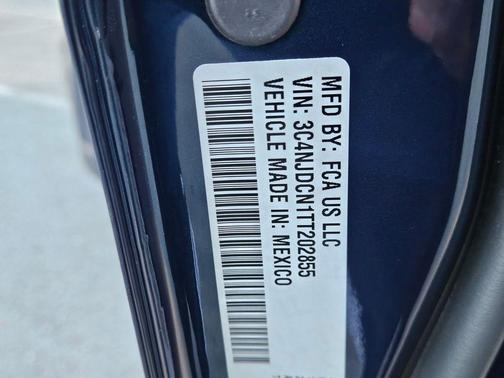 MFD BY: FCA US LLC
VIN: 3C4NJDCN1TT202855
VEHICLE MADE IN: MEXICO